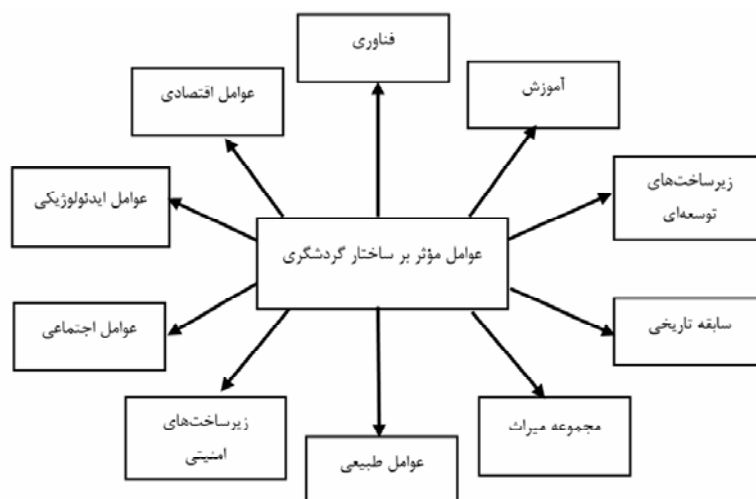 فناوری
آموزش
عوامل اقتصادی
زیرساخت‌های
توسعه‌ای
عوامل ایدئولوژیکی
عوامل مؤثر بر ساختار گردشگری
سابقه تاریخی
عوامل اجتماعی
مجموعه میراث
زیرساخت‌های
امنیتی
عوامل طبیعی